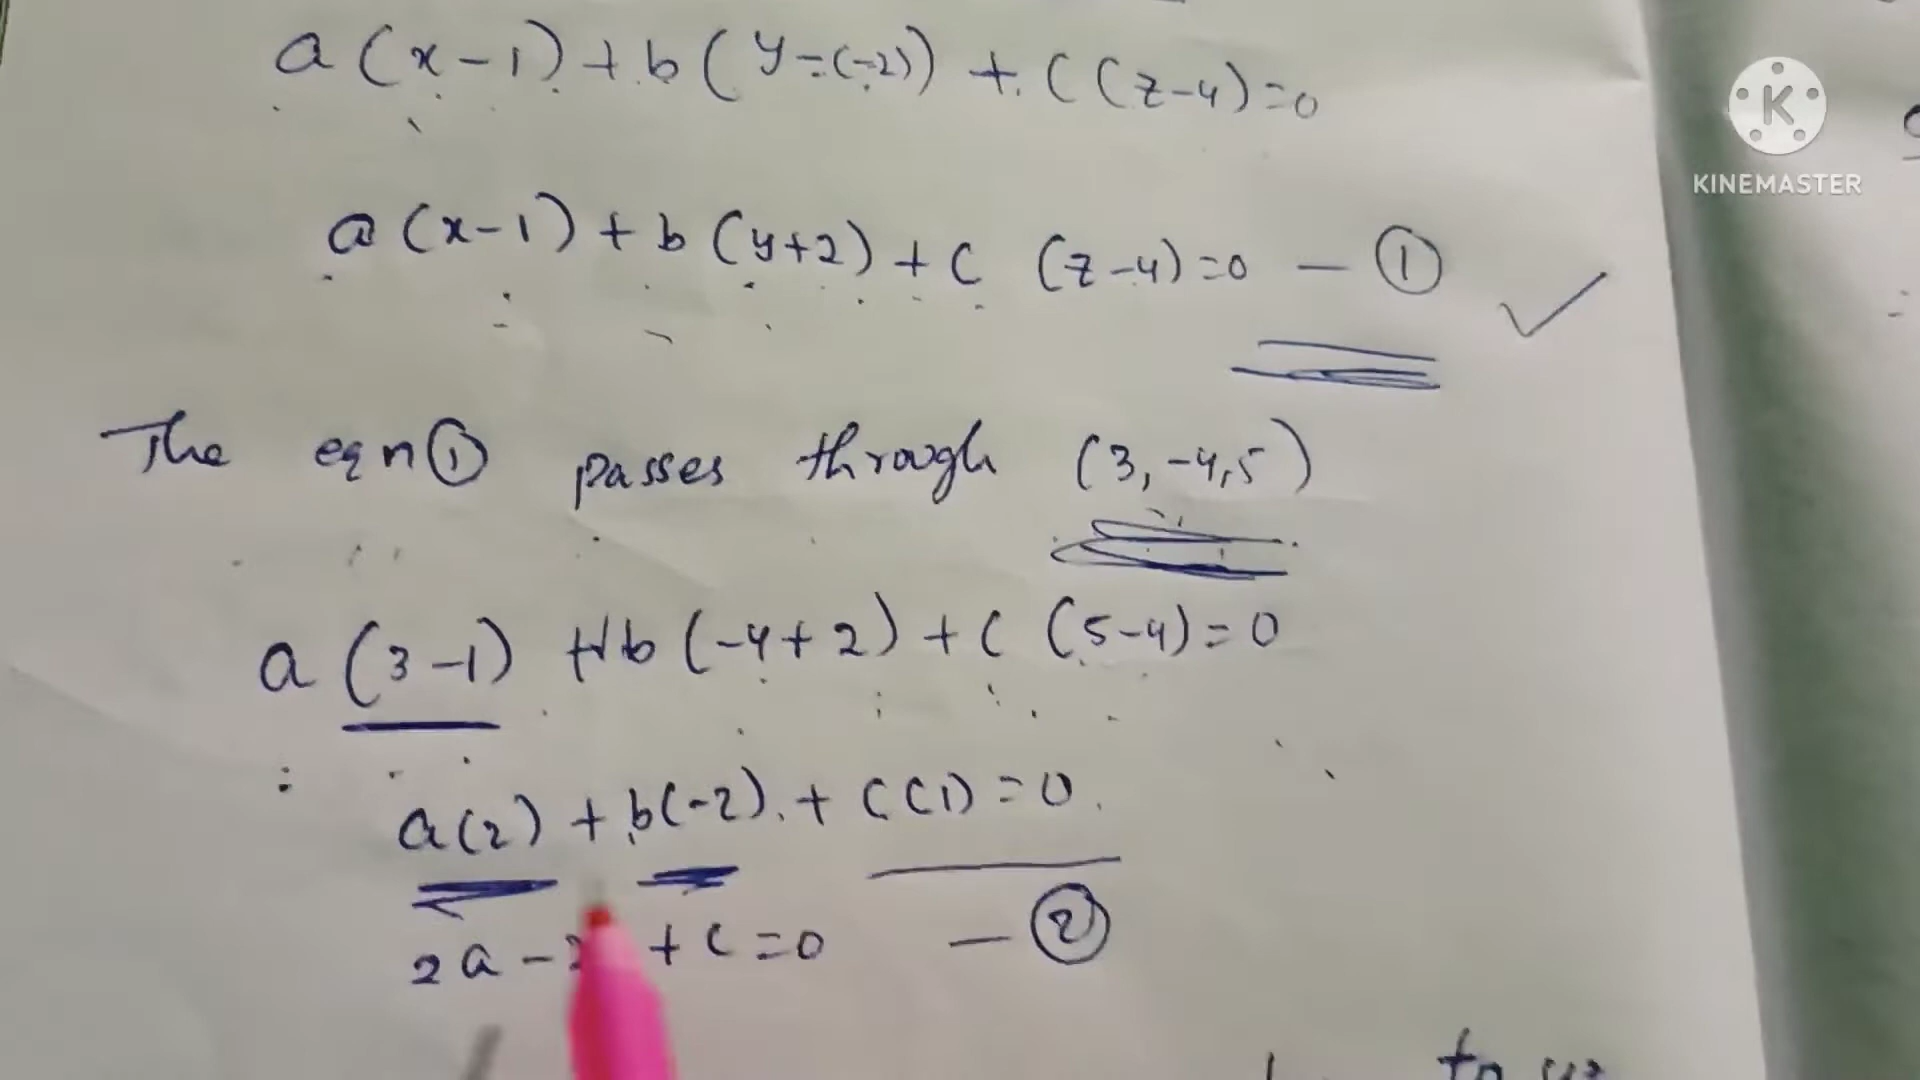 a (x-1) + b (y-(-2)) + c (z-4)=0
K
KINEMASTER
a (x-1) + b (y+2) + c (z-4)=0 — ①
The eqn ① passes through (3,-4,5)
a (3-1) + b (-4+2) + c (5-4)=0
a(2) + b(-2) + c(1)=0
2a - + c=0 — ②
to